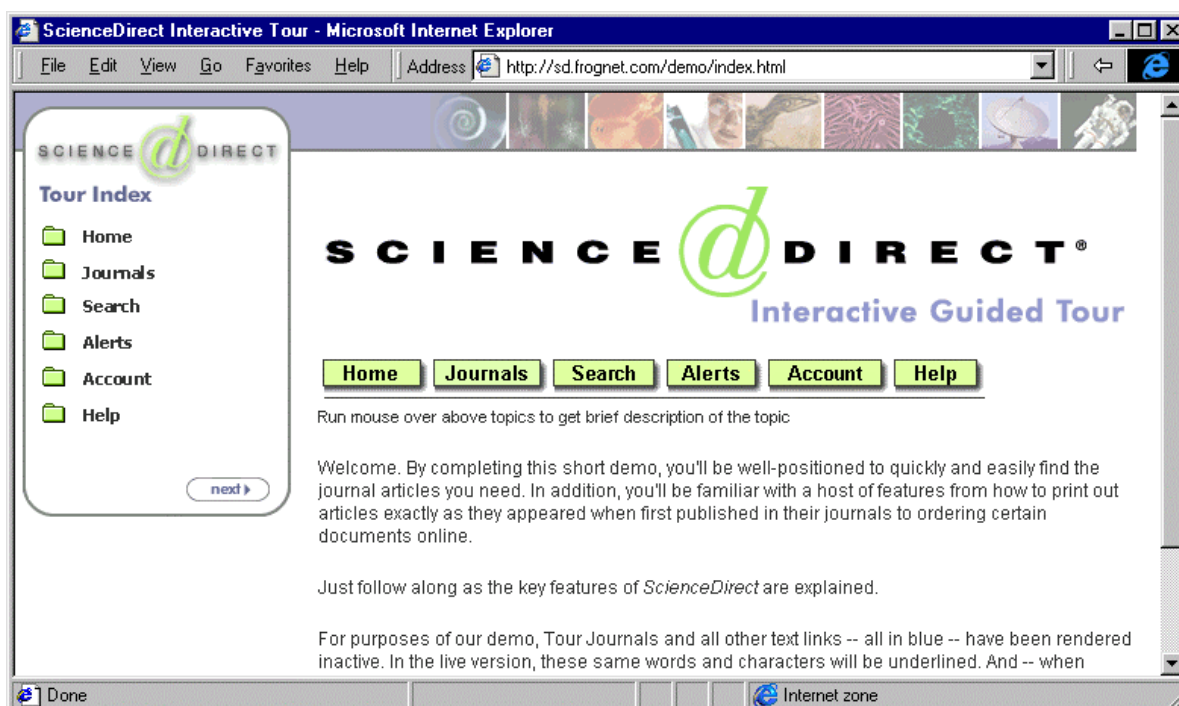 ScienceDirect Interactive Tour - Microsoft Internet Explorer
File Edit View Go Favorites Help Address http://sd.frognet.com/demo/index.html
SCIENCE d DIRECT
Tour Index
Home
Journals
Search
Alerts
Account
Help
next
SCIENCE d DIRECT®
Interactive Guided Tour
Home Journals Search Alerts Account Help
Run mouse over above topics to get brief description of the topic
Welcome. By completing this short demo, you'll be well-positioned to quickly and easily find the
journal articles you need. In addition, you'll be familiar with a host of features from how to print out
articles exactly as they appeared when first published in their journals to ordering certain
documents online.
Just follow along as the key features of ScienceDirect are explained.
For purposes of our demo, Tour Journals and all other text links -- all in blue -- have been rendered
inactive. In the live version, these same words and characters will be underlined. And -- when
Done Internet zone